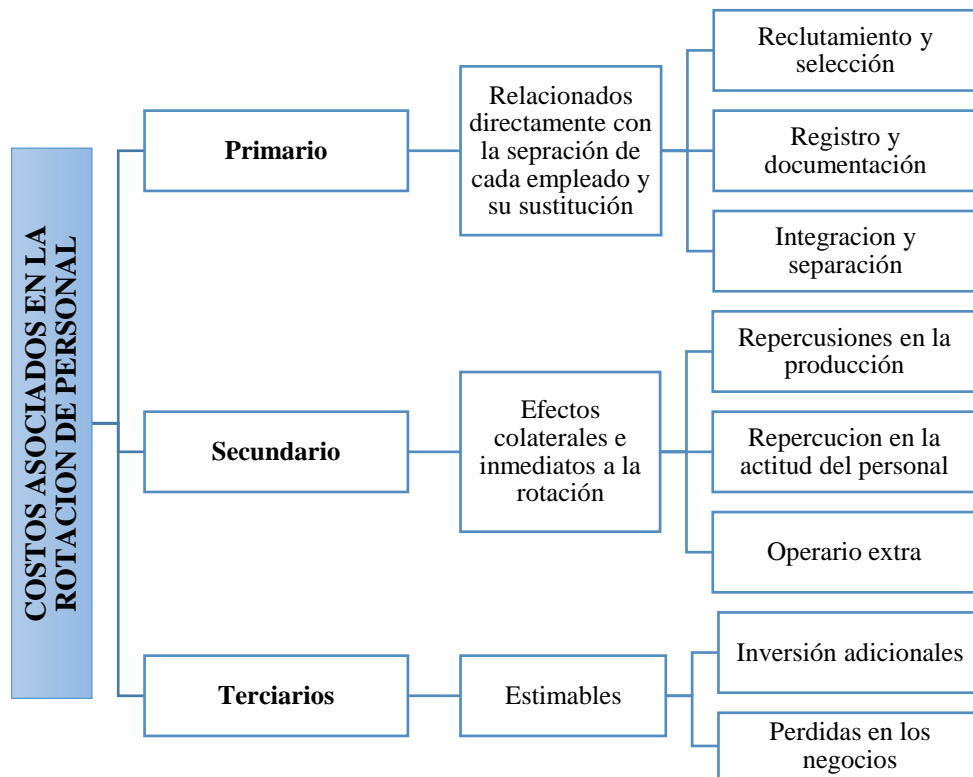 COSTOS ASOCIADOS EN LA
ROTACION DE PERSONAL
Primario
Relacionados
directamente con
la sepración de
cada empleado y
su sustitución
Reclutamiento y
selección
Registro y
documentación
Integracion y
separación
Secundario
Efectos
colaterales e
inmediatos a la
rotación
Repercusiones en la
producción
Repercucion en la
actitud del personal
Operario extra
Terciarios
Estimables
Inversión adicionales
Perdidas en los
negocios